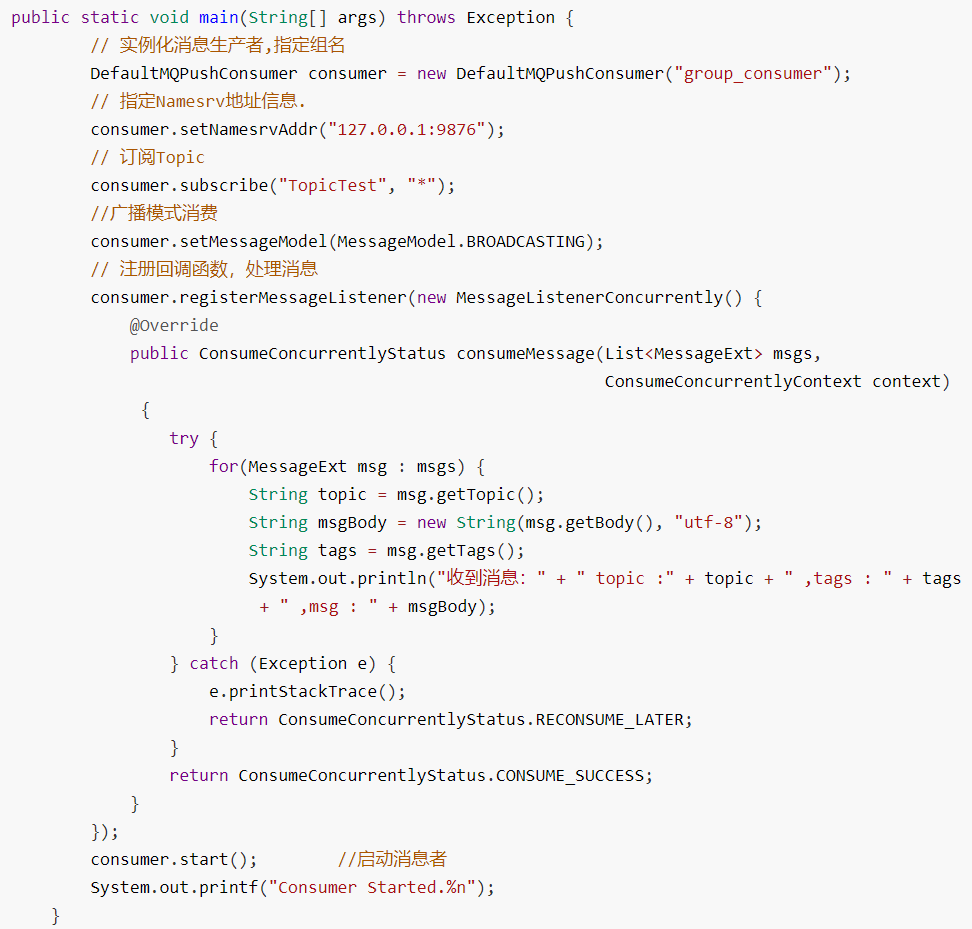 public static void main(String[] args) throws Exception {
// 实例化消息生产者,指定组名
DefaultMQPushConsumer consumer = new DefaultMQPushConsumer("group_consumer");
// 指定Namesrv地址信息.
consumer.setNamesrvAddr("127.0.0.1:9876");
// 订阅Topic
consumer.subscribe("TopicTest", "*");
//广播模式消费
consumer.setMessageModel(MessageModel.BROADCASTING);
// 注册回调函数，处理消息
consumer.registerMessageListener(new MessageListenerConcurrently() {
@Override
public ConsumeConcurrentlyStatus consumeMessage(List<MessageExt> msgs,
ConsumeConcurrentlyContext context)
{
try {
for(MessageExt msg : msgs) {
String topic = msg.getTopic();
String msgBody = new String(msg.getBody(), "utf-8");
String tags = msg.getTags();
System.out.println("收到消息：" + " topic :" + topic + " ,tags : " + tags
+ " ,msg : " + msgBody);
}
} catch (Exception e) {
e.printStackTrace();
return ConsumeConcurrentlyStatus.RECONSUME_LATER;
}
return ConsumeConcurrentlyStatus.CONSUME_SUCCESS;
}
});
consumer.start(); //启动消息者
System.out.printf("Consumer Started.%n");
}